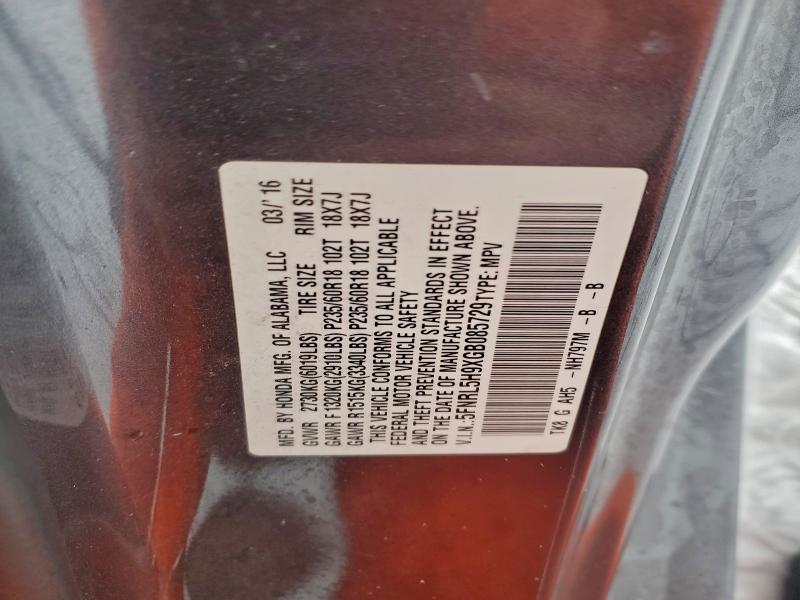 MFD. BY HONDA MFG. OF ALABAMA, LLC 03/'16
GVWR 2730KG(6019LBS) TIRE SIZE RIM SIZE
GAWR F 1320KG(2910LBS) P235/60R18 102T 18X7J
GAWR R1515KG(3340LBS) P235/60R18 102T 18X7J
THIS VEHICLE CONFORMS TO ALL APPLICABLE
FEDERAL MOTOR VEHICLE SAFETY
AND THEFT PREVENTION STANDARDS IN EFFECT
ON THE DATE OF MANUFACTURE SHOWN ABOVE.
V.I.N.:5FNRL5H9XGB085729 TYPE: MPV
TK8 G AH5 -NH797M -B -B